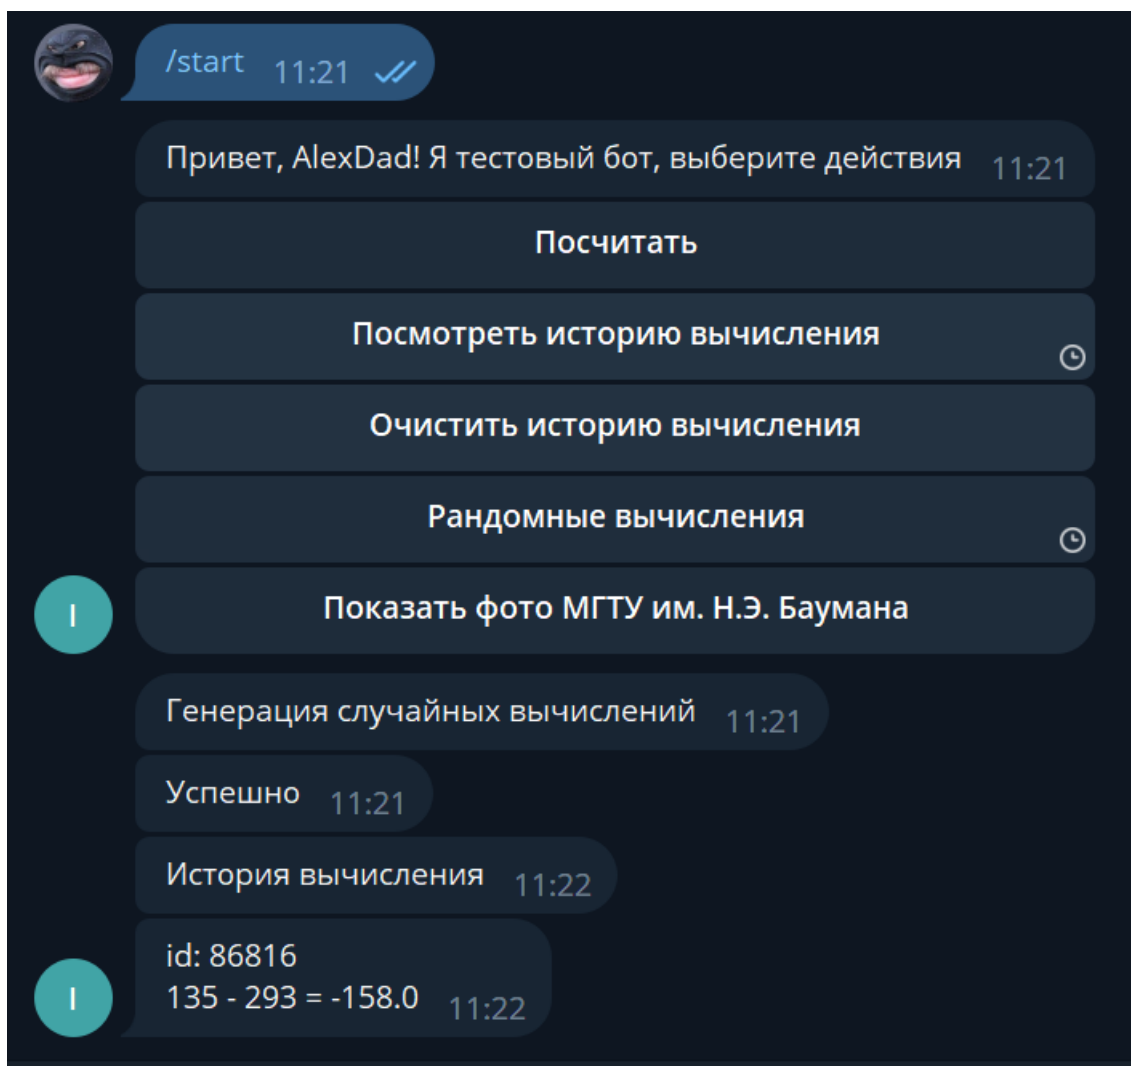 /start 11:21
Привет, AlexDad! Я тестовый бот, выберите действия 11:21
Посчитать
Посмотреть историю вычисления
Очистить историю вычисления
Рандомные вычисления
I
Показать фото МГТУ им. Н.Э. Баумана
Генерация случайных вычислений 11:21
Успешно 11:21
История вычисления 11:22
id: 86816
I
135 - 293 = -158.0 11:22